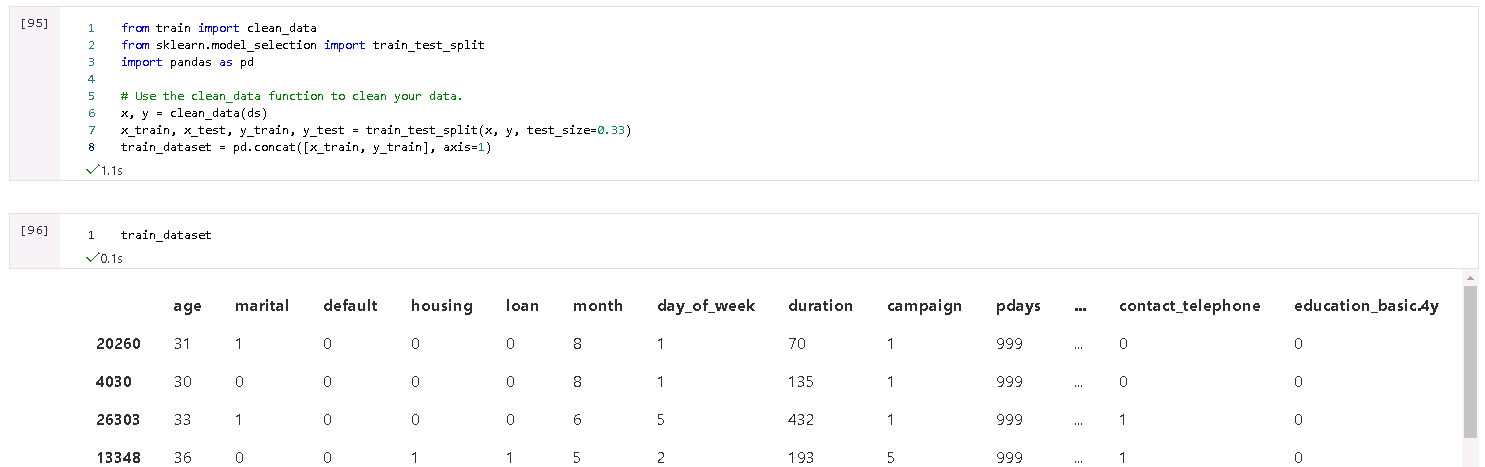 [95]
1 from train import clean_data
2 from sklearn.model_selection import train_test_split
3 import pandas as pd
4
5 # Use the clean_data function to clean your data.
6 x, y = clean_data(ds)
7 x_train, x_test, y_train, y_test = train_test_split(x, y, test_size=0.33)
8 train_dataset = pd.concat([x_train, y_train], axis=1)
✓1.1s
[96]
1 train_dataset
✓0.1s
age marital default housing loan month day_of_week duration campaign pdays ... contact_telephone education_basic.4y
20260 31 1 0 0 0 8 1 70 1 999 ... 0 0
4030 30 0 0 0 0 8 1 135 1 999 ... 0 0
26303 33 1 0 0 0 6 5 432 1 999 ... 1 0
13348 36 0 0 1 1 5 2 193 5 999 ... 1 0